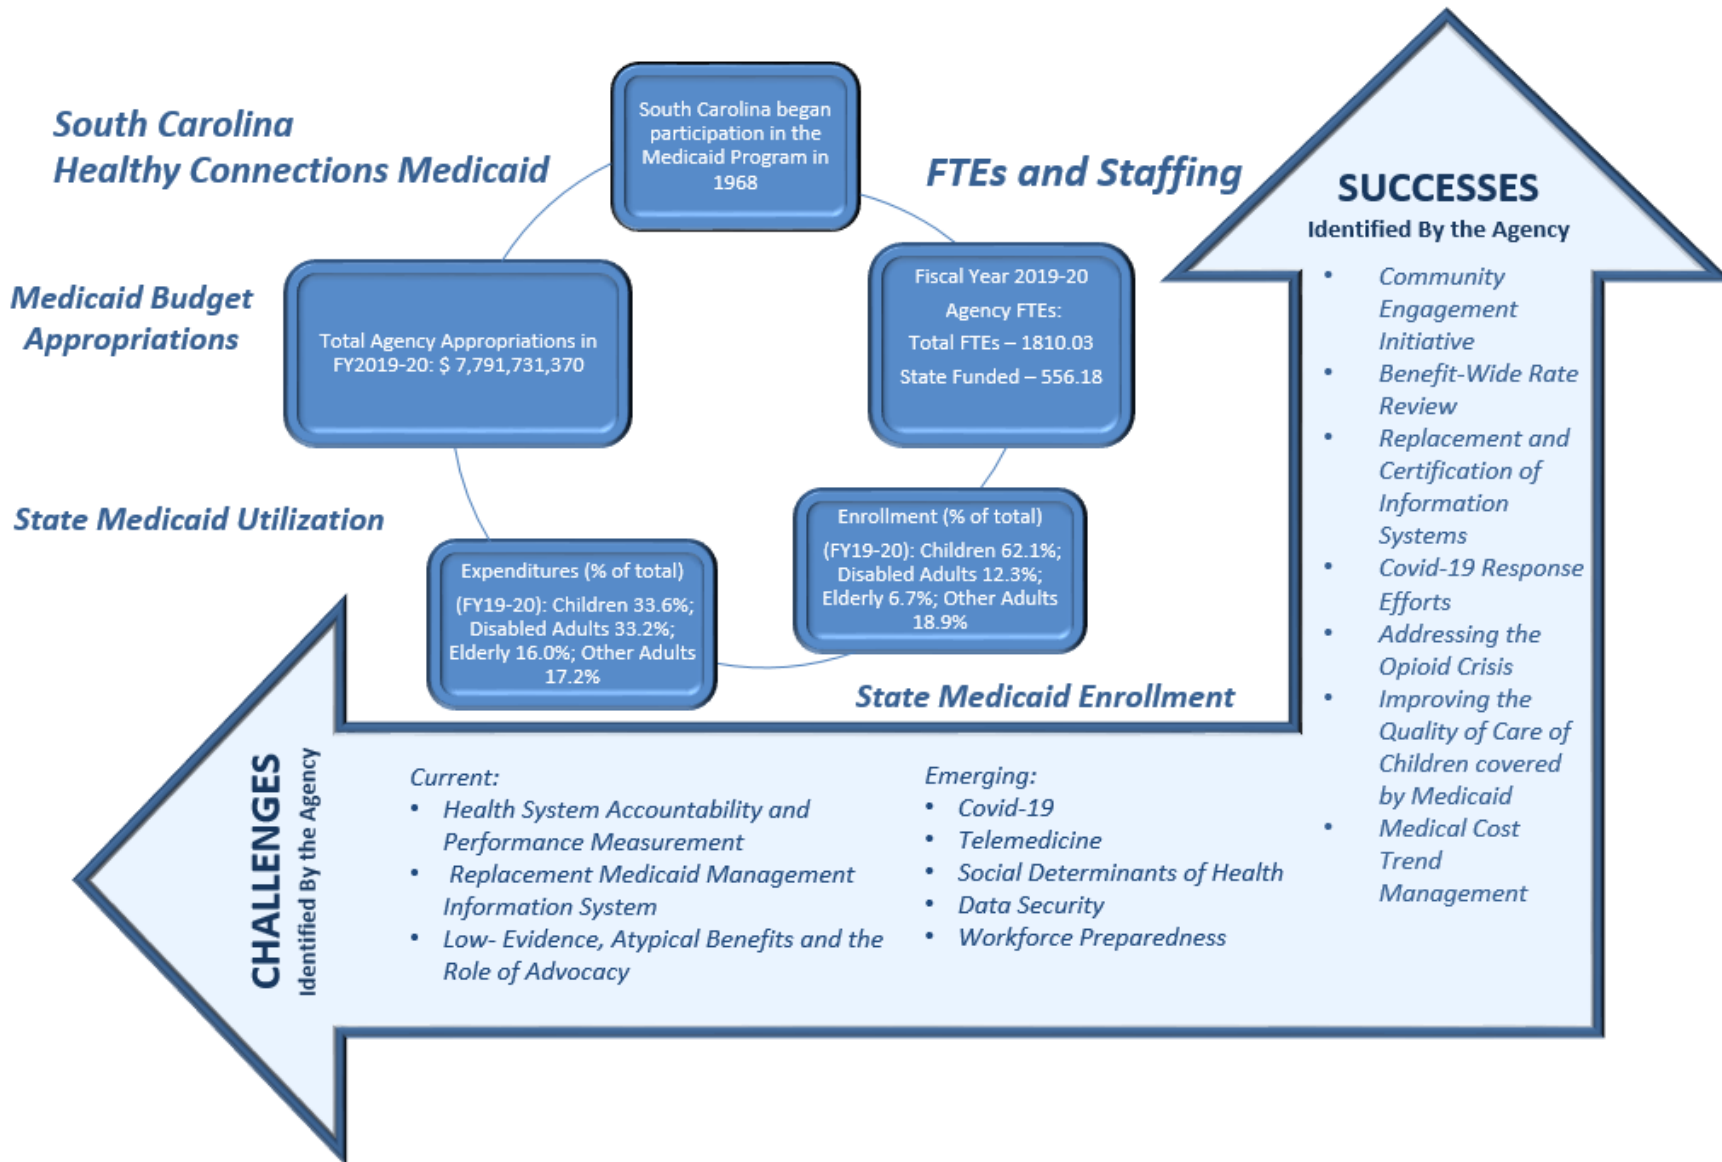 South Carolina
Healthy Connections Medicaid
South Carolina began
participation in the
Medicaid Program in
1968
FTEs and Staffing
Fiscal Year 2019-20
Agency FTEs:
Total FTEs – 1810.03
State Funded – 556.18
Medicaid Budget
Appropriations
Total Agency Appropriations in
FY2019-20: $ 7,791,731,370
State Medicaid Utilization
Expenditures (% of total)
(FY19-20): Children 33.6%;
Disabled Adults 33.2%;
Elderly 16.0%; Other Adults
17.2%
Enrollment (% of total)
(FY19-20): Children 62.1%;
Disabled Adults 12.3%;
Elderly 6.7%; Other Adults
18.9%
State Medicaid Enrollment
SUCCESSES
Identified By the Agency
• Community
Engagement
Initiative
• Benefit-Wide Rate
Review
• Replacement and
Certification of
Information
Systems
• Covid-19 Response
Efforts
• Addressing the
Opioid Crisis
• Improving the
Quality of Care of
Children covered
by Medicaid
• Medical Cost
Trend
Management
CHALLENGES
Identified By the Agency
Current:
• Health System Accountability and
Performance Measurement
• Replacement Medicaid Management
Information System
• Low- Evidence, Atypical Benefits and the
Role of Advocacy
Emerging:
• Covid-19
• Telemedicine
• Social Determinants of Health
• Data Security
• Workforce Preparedness